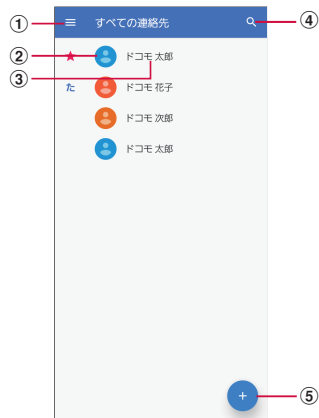 ① すべての連絡先 ④
② ドコモ 太郎
③
た ドコモ 花子
ドコモ 次郎
ドコモ 太郎
⑤